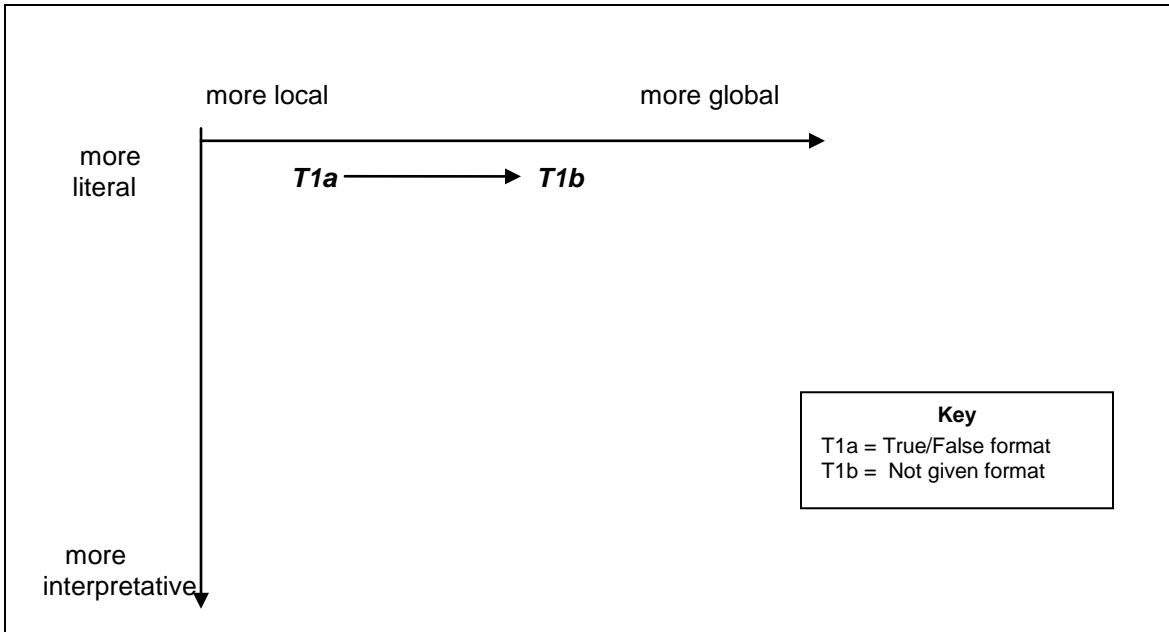 more local more global
more
literal
T1a T1b
Key
T1a = True/False format
T1b = Not given format
more
interpretative